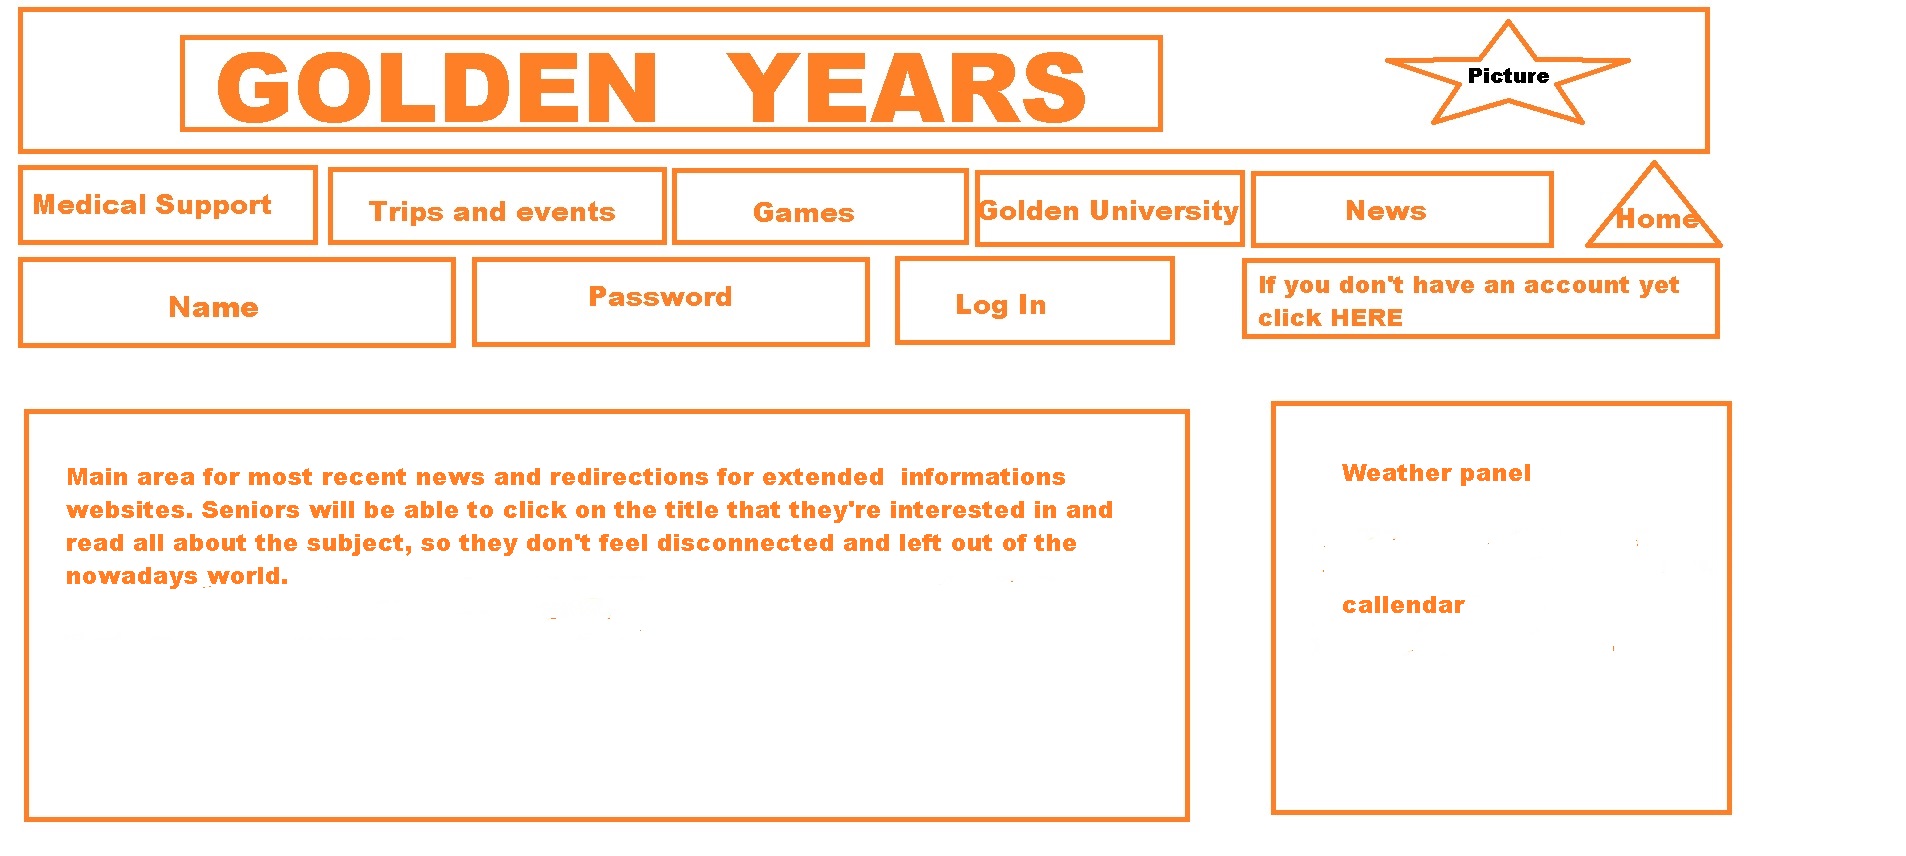 GOLDEN YEARS
Picture
Medical Support
Trips and events
Games
Golden University
News
Home
Name
Password
Log In
If you don't have an account yet
click HERE
Main area for most recent news and redirections for extended informations
websites. Seniors will be able to click on the title that they're interested in and
read all about the subject, so they don't feel disconnected and left out of the
nowadays world.
Weather panel
callendar